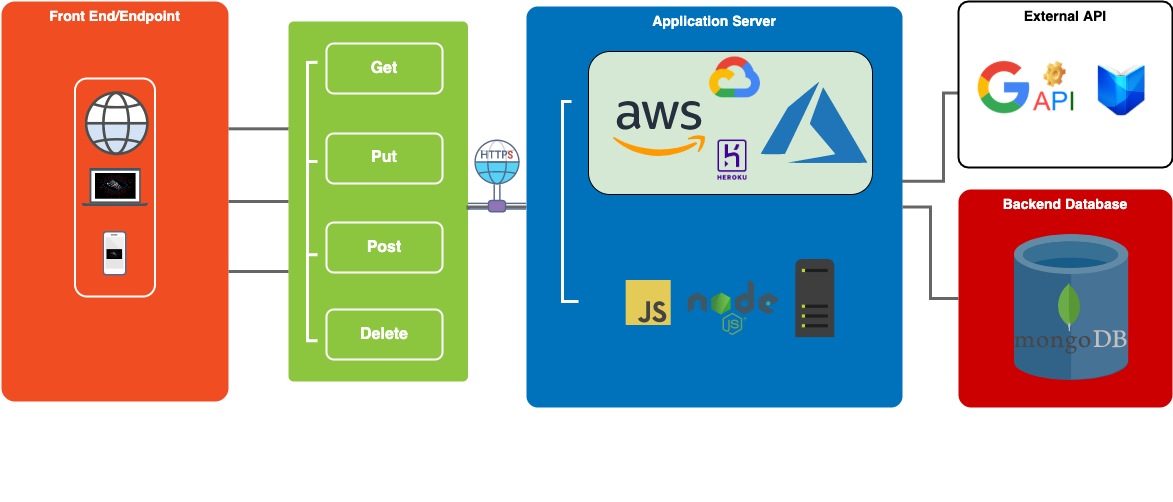 Front End/Endpoint
Get
Put
Post
Delete
HTTPS
Application Server
aws
HEROKU
JS
node
JS
External API
G API
Backend Database
mongoDB